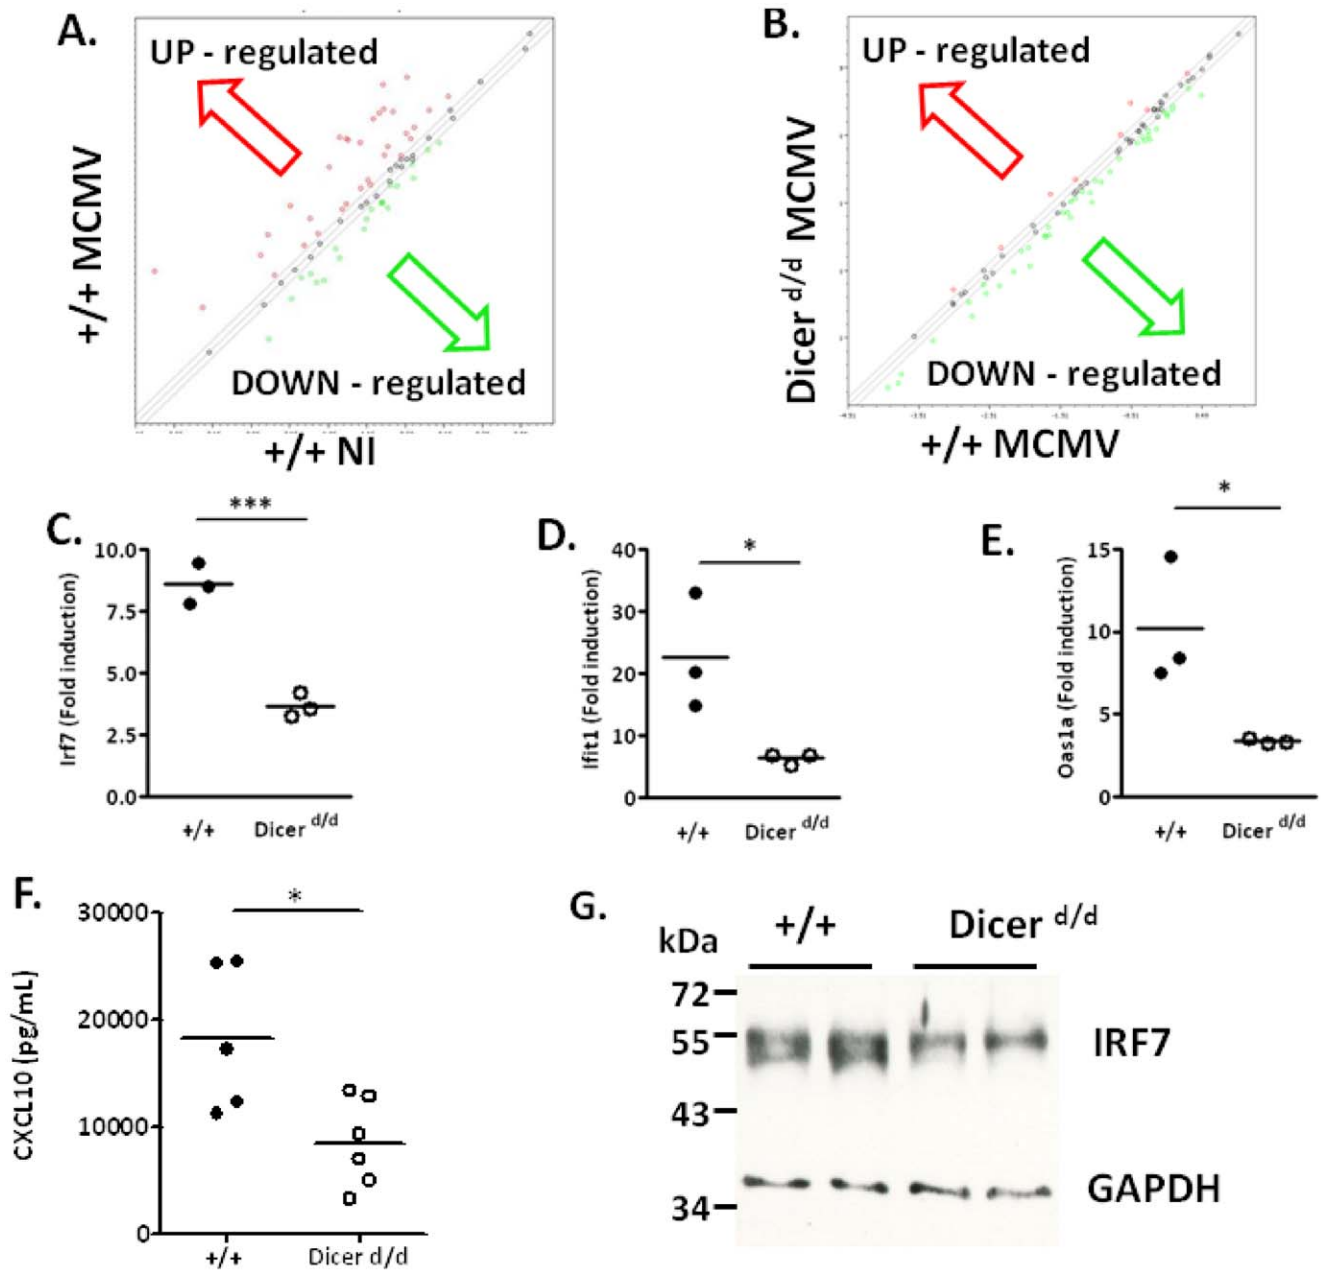 A.
UP - regulated
DOWN - regulated
+/+ MCMV
+/+ NI
B.
UP - regulated
DOWN - regulated
Dicer d/d MCMV
+/+ MCMV
C.
***
Irf7 (Fold induction)
10.0
7.5
5.0
2.5
0.0
+/+ Dicer d/d
D.
*
Ifit1 (Fold induction)
40
30
20
10
0
+/+ Dicer d/d
E.
*
Oas1a (Fold induction)
15
10
5
0
+/+ Dicer d/d
F.
*
CXCL10 (pg/mL)
30000
20000
10000
0
+/+ Dicer d/d
G.
kDa +/+ Dicer d/d
72
55 IRF7
43
34 GAPDH